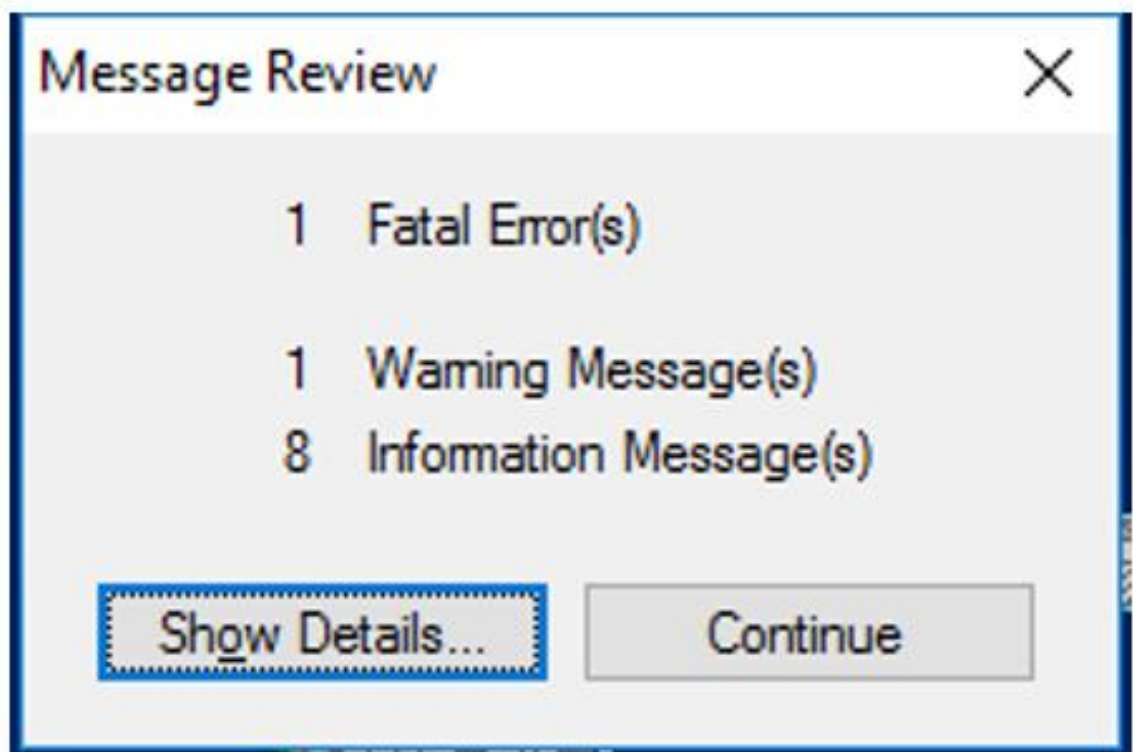 Message Review
1 Fatal Error(s)
1 Warning Message(s)
8 Information Message(s)
Show Details...
Continue